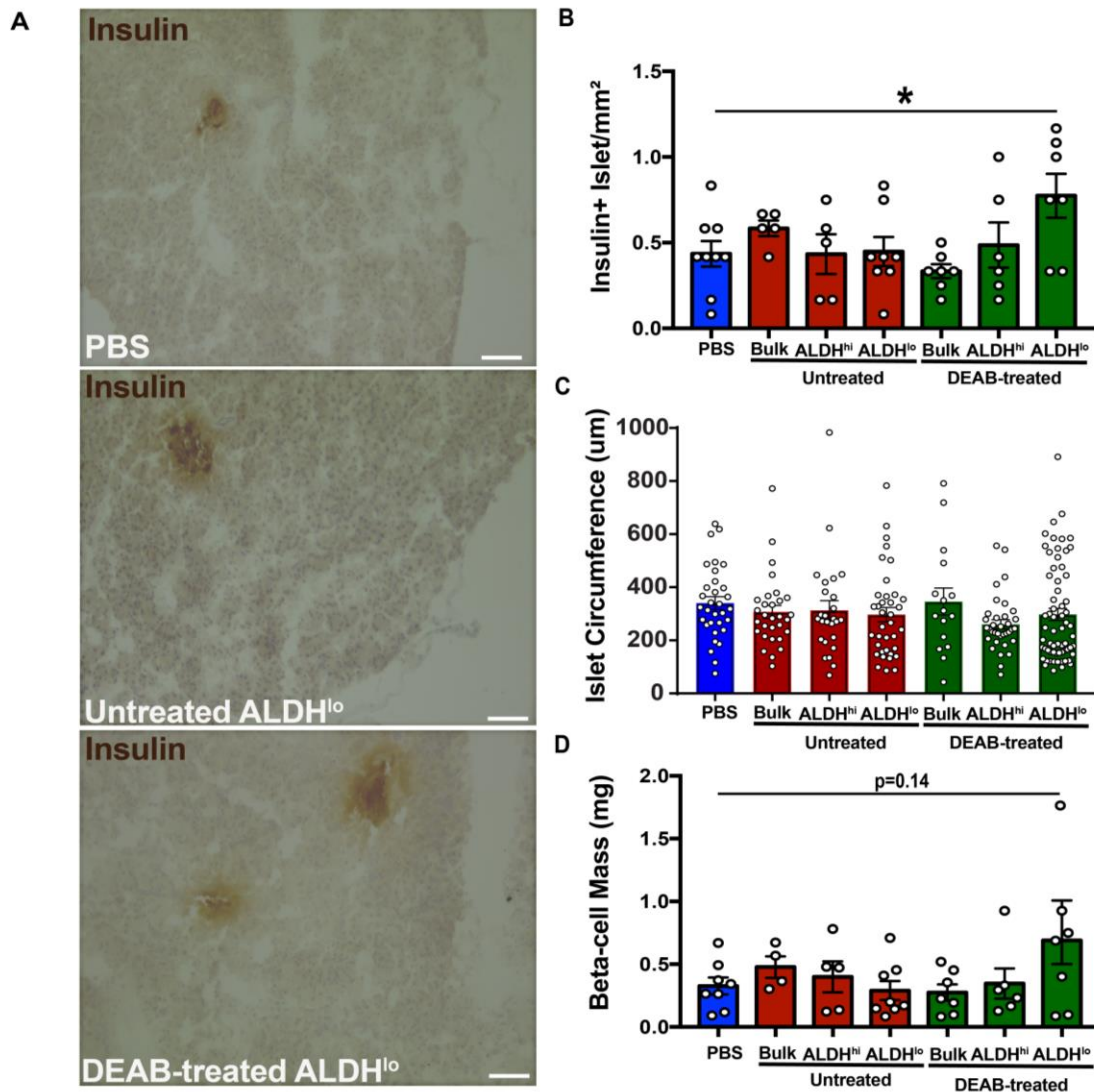 A
Insulin
PBS
Insulin
Untreated ALDHˡᵒ
Insulin
DEAB-treated ALDHˡᵒ
B
Insulin+ Islet/mm²
1.5
1.0
0.5
0.0
*
PBS Bulk ALDHʰⁱ ALDHˡᵒ Bulk ALDHʰⁱ ALDHˡᵒ
Untreated DEAB-treated
C
Islet Circumference (um)
1000
800
600
400
200
0
PBS Bulk ALDHʰⁱ ALDHˡᵒ Bulk ALDHʰⁱ ALDHˡᵒ
Untreated DEAB-treated
D
Beta-cell Mass (mg)
2.0
1.5
1.0
0.5
0.0
p=0.14
PBS Bulk ALDHʰⁱ ALDHˡᵒ Bulk ALDHʰⁱ ALDHˡᵒ
Untreated DEAB-treated